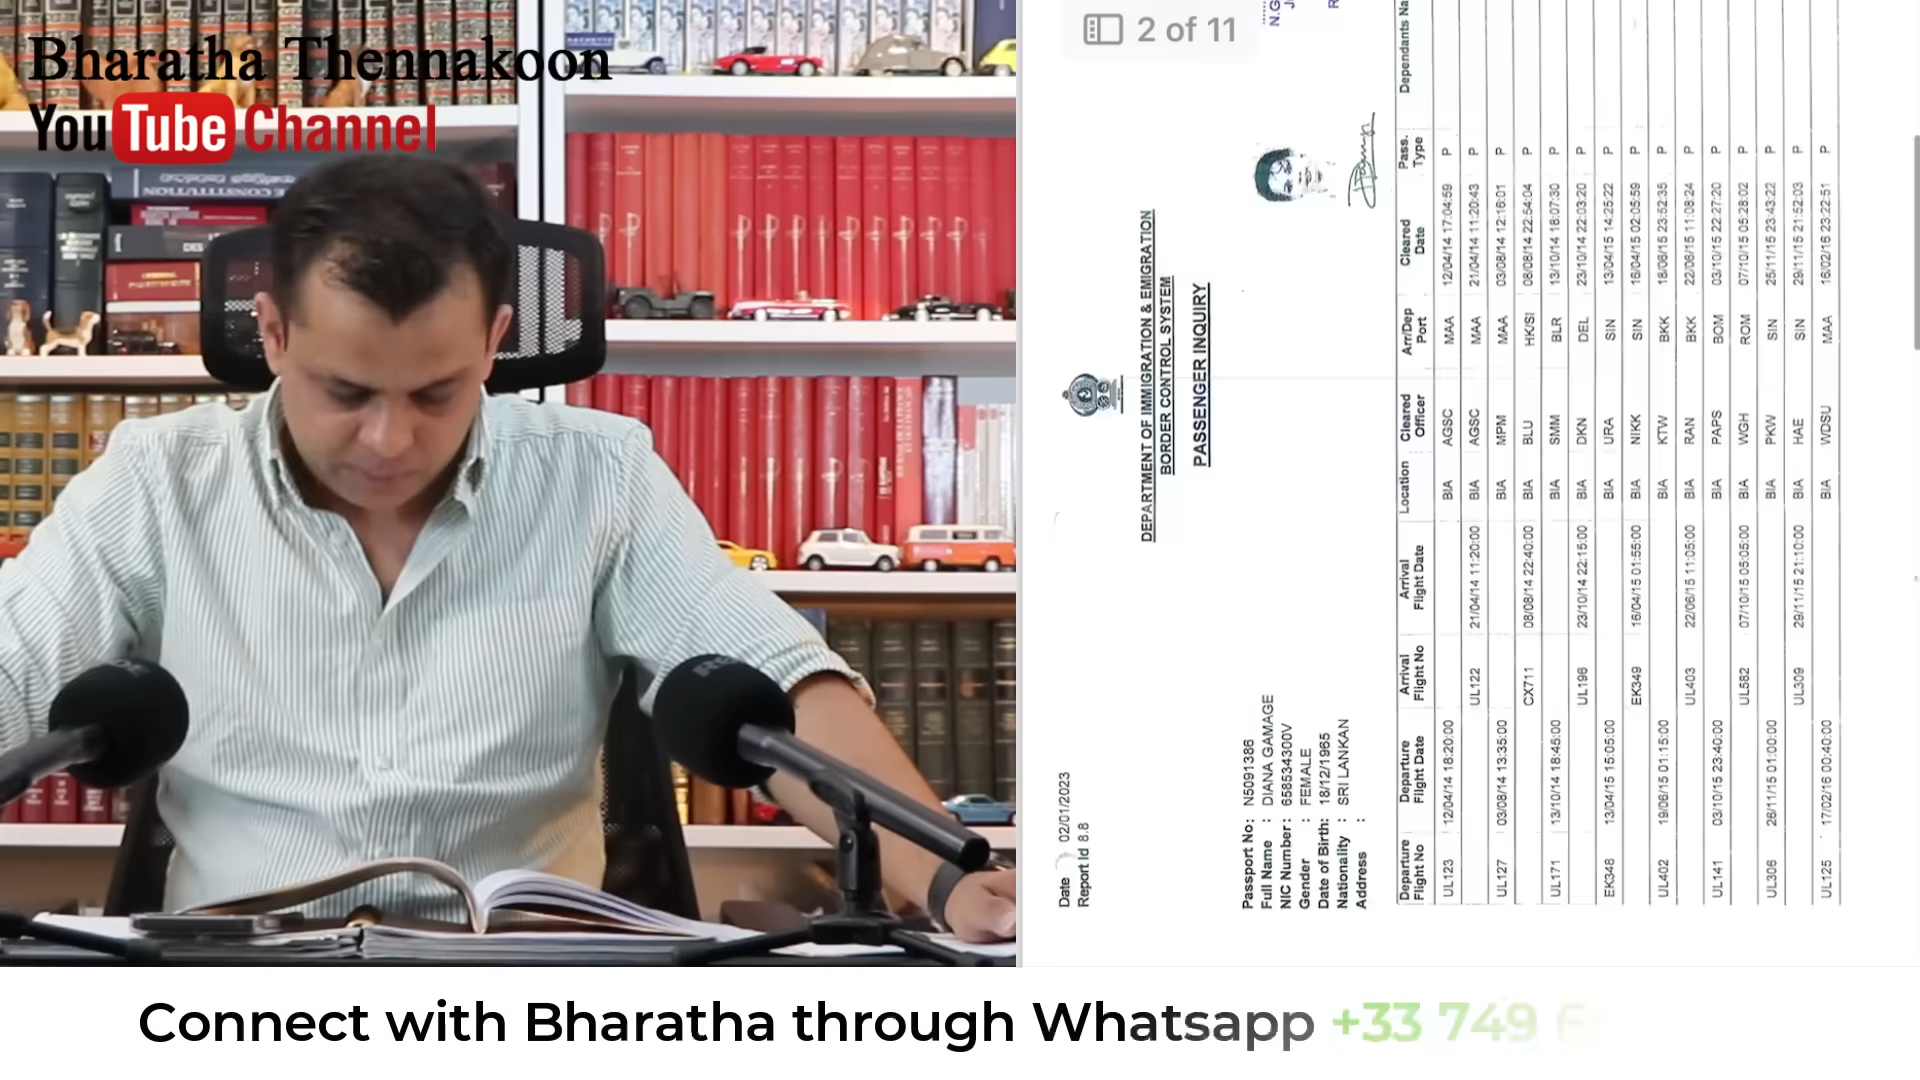 Bharatha Thennakoon
YouTube Channel
CONSTITUTION
DES
2 of 11
N.G
Date 02/01/2023
Report Id 8.8
DEPARTMENT OF IMMIGRATION & EMIGRATION
BORDER CONTROL SYSTEM
PASSENGER INQUIRY
Passport No: N5091386
Full Name : DIANA GAMAGE
NIC Number : 658534300V
Gender : FEMALE
Date of Birth: 18/12/1965
Nationality : SRI LANKAN
Address :
Departure Flight No Departure Flight Date Arrival Flight No Arrival Flight Date Location Cleared Officer Arr/Dep Port Cleared Date Pass. Type Dependants Na
UL123 12/04/14 18:20:00 BIA AGSC MAA 12/04/14 17:04:59 P
UL122 21/04/14 11:20:00 BIA AGSC MAA 21/04/14 11:20:43 P
UL127 03/08/14 13:35:00 BIA MPM MAA 03/08/14 12:16:01 P
CX711 08/08/14 22:40:00 BIA BLU HK/SI 08/08/14 22:54:04 P
UL171 13/10/14 18:45:00 BIA SMM BLR 13/10/14 18:07:30 P
UL196 23/10/14 22:15:00 BIA DKN DEL 23/10/14 22:03:20 P
EK348 13/04/15 15:05:00 BIA URA SIN 13/04/15 14:25:22 P
EK349 16/04/15 01:55:00 BIA NIKK SIN 16/04/15 02:05:59 P
UL402 19/06/15 01:15:00 BIA KTW BKK 18/06/15 23:52:35 P
UL403 22/06/15 11:05:00 BIA RAN BKK 22/06/15 11:08:24 P
UL141 03/10/15 23:40:00 BIA PAPS BOM 03/10/15 22:27:20 P
UL582 07/10/15 05:05:00 BIA WGH ROM 07/10/15 05:28:02 P
UL306 26/11/15 01:00:00 BIA PKW SIN 25/11/15 23:43:22 P
UL309 29/11/15 21:10:00 BIA HAE SIN 29/11/15 21:52:03 P
UL125 17/02/16 00:40:00 BIA WDSU MAA 16/02/16 23:22:51 P
Connect with Bharatha through Whatsapp +33 749